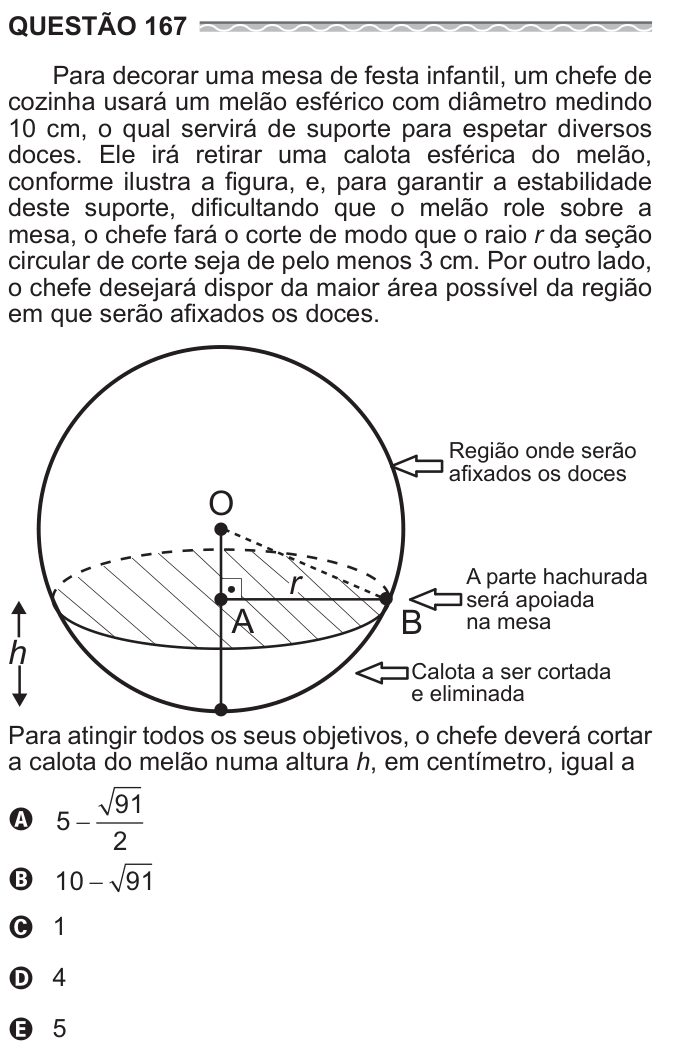 QUESTÃO 167
Para decorar uma mesa de festa infantil, um chefe de
cozinha usará um melão esférico com diâmetro medindo
10 cm, o qual servirá de suporte para espetar diversos
doces. Ele irá retirar uma calota esférica do melão,
conforme ilustra a figura, e, para garantir a estabilidade
deste suporte, dificultando que o melão role sobre a
mesa, o chefe fará o corte de modo que o raio r da seção
circular de corte seja de pelo menos 3 cm. Por outro lado,
o chefe desejará dispor da maior área possível da região
em que serão afixados os doces.
Região onde serão
afixados os doces
O
A parte hachurada
será apoiada
na mesa
r
A
B
h
Calota a ser cortada
e eliminada
Para atingir todos os seus objetivos, o chefe deverá cortar
a calota do melão numa altura h, em centímetro, igual a
A 5 – √91/2
B 10 – √91
C 1
D 4
E 5